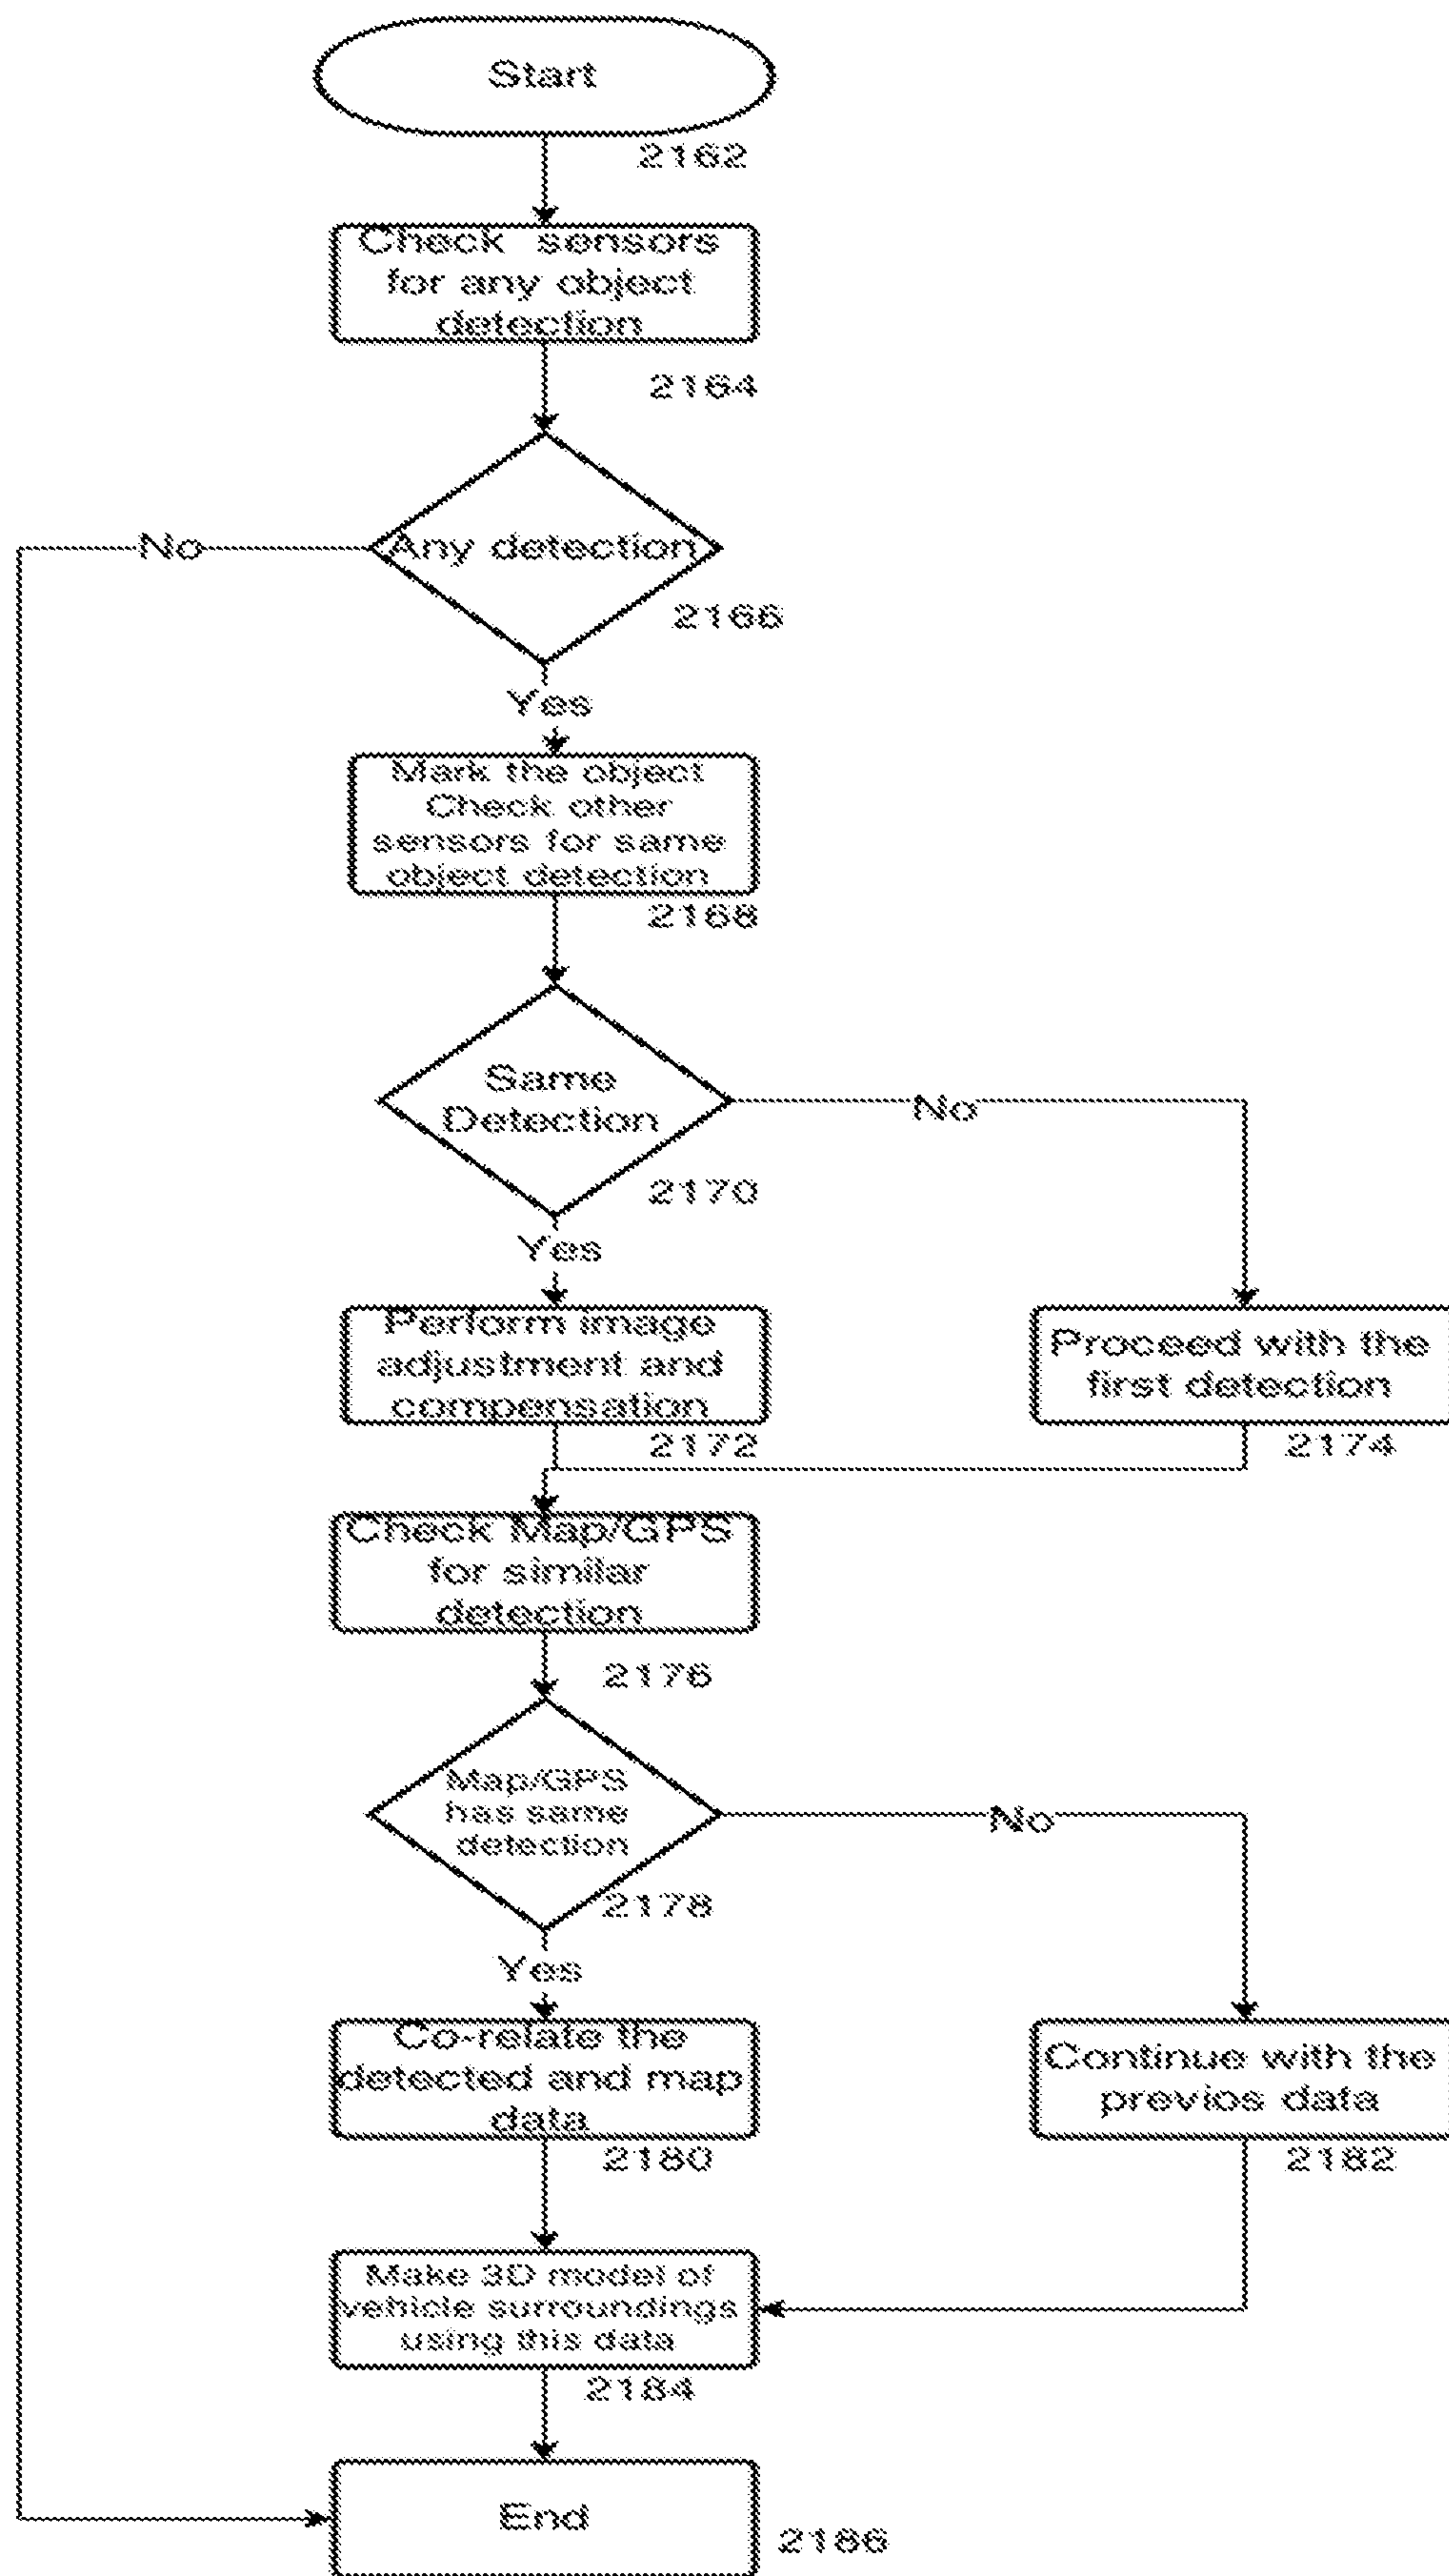 Start
2162
Check sensors
for any object
detection
2164
No
Any detection
2166
Yes
Mark the object
Check other
sensors for same
object detection
2168
Same
Detection
No
2170
Yes
Perform image
adjustment and
compensation
2172
Proceed with the
first detection
2174
Check Map/GPS
for similar
detection
2176
Map/GPS
has same
detection
No
2178
Yes
Co-relate the
detected and map
data
2180
Continue with the
previos data
2182
Make 3D model of
vehicle surroundings
using this data
2184
End
2186